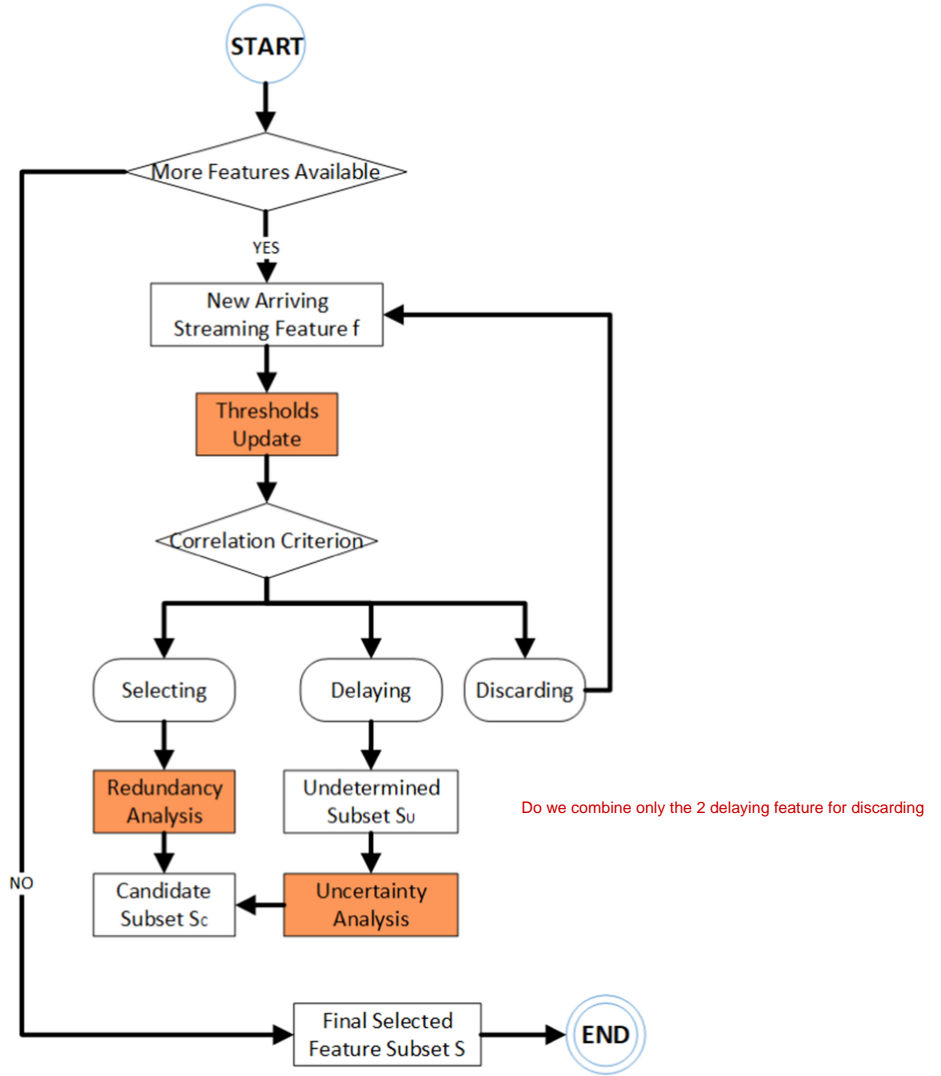 START
More Features Available
YES
New Arriving
Streaming Feature f
Thresholds
Update
Correlation Criterion
Selecting
Delaying
Discarding
Redundancy
Analysis
Undetermined
Subset SU
Do we combine only the 2 delaying feature for discarding
NO
Candidate
Subset SC
Uncertainty
Analysis
Final Selected
Feature Subset S
END